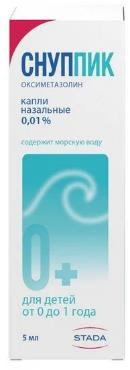 СНУППИК
ОКСИМЕТАЗОЛИН
капли
назальные
0,01%
содержит морскую воду
0+
для детей
от 0 до 1 года
5 мл
STADA